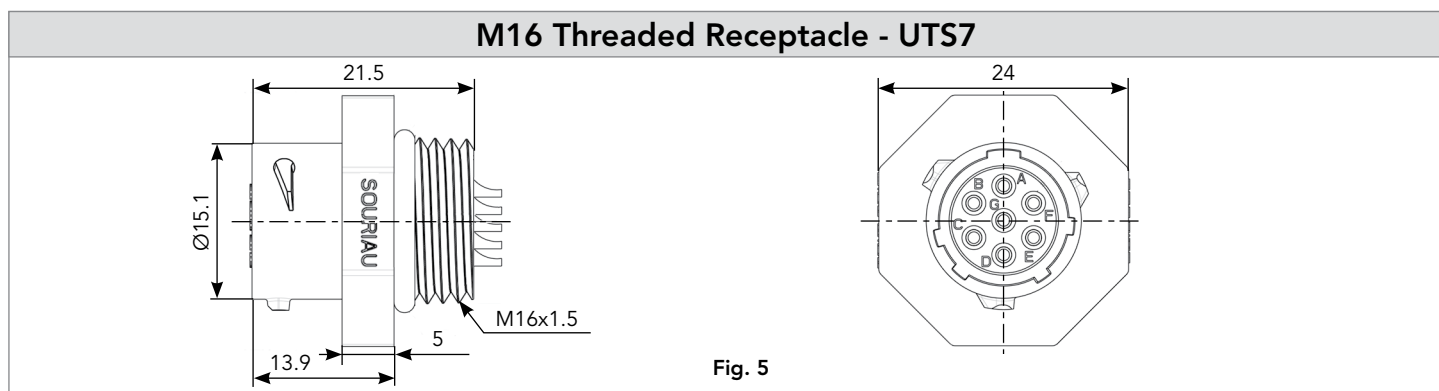 M16 Threaded Receptacle - UTS7
21.5
24
Ø15.1
SOURIAU
B A
G
C F
D E
M16x1.5
5
13.9
Fig. 5